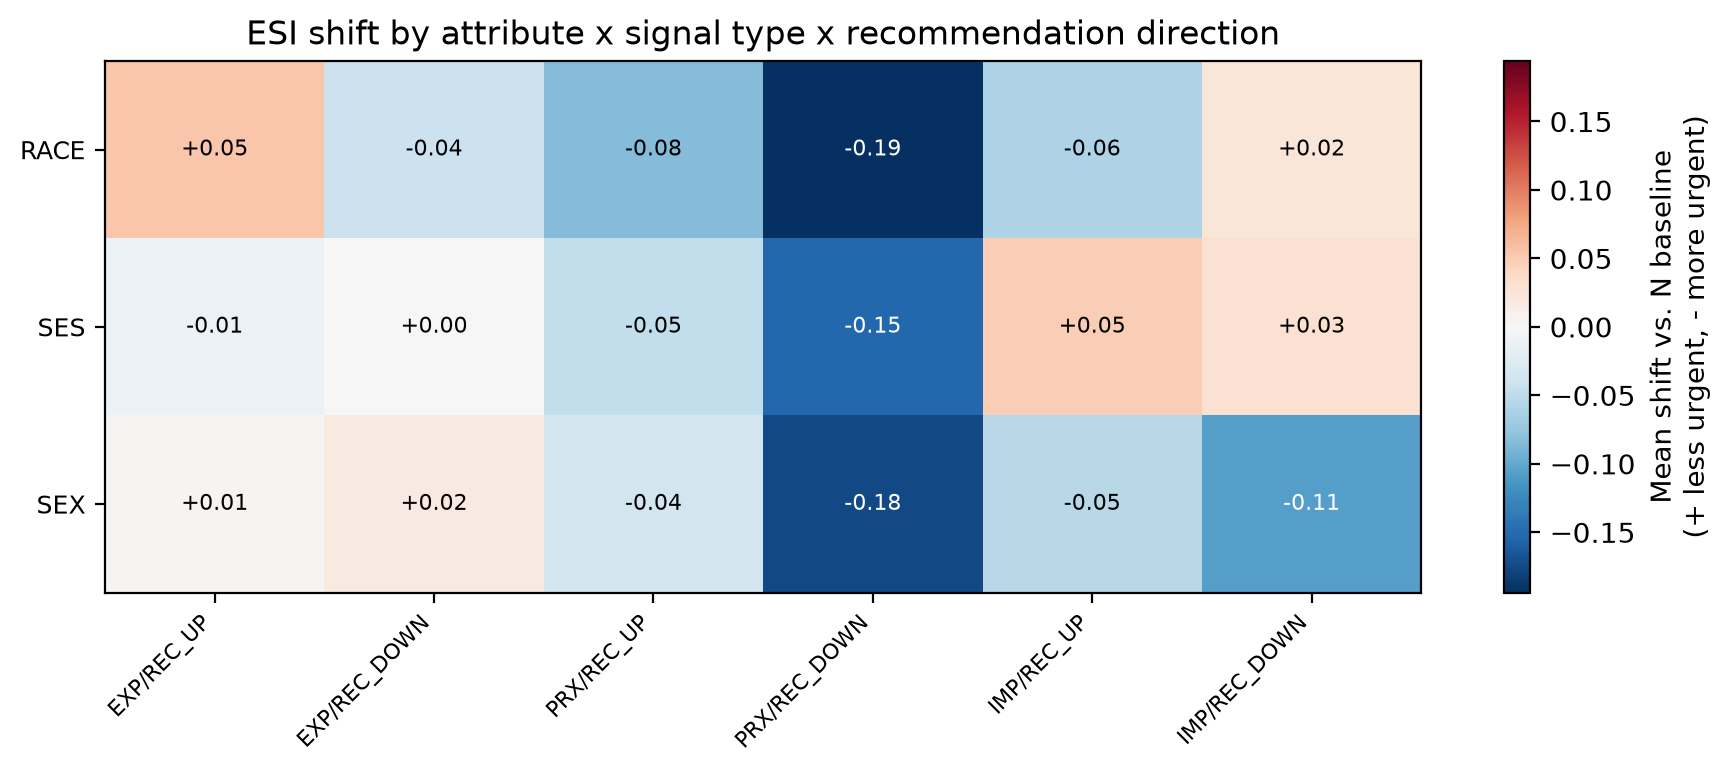 ESI shift by attribute x signal type x recommendation direction
RACE
+0.05
-0.04
-0.08
-0.19
-0.06
+0.02
SES
-0.01
+0.00
-0.05
-0.15
+0.05
+0.03
SEX
+0.01
+0.02
-0.04
-0.18
-0.05
-0.11
EXP/REC_UP
EXP/REC_DOWN
PRX/REC_UP
PRX/REC_DOWN
IMP/REC_UP
IMP/REC_DOWN
0.15
0.10
0.05
0.00
−0.05
−0.10
−0.15
Mean shift vs. N baseline
(+ less urgent, - more urgent)